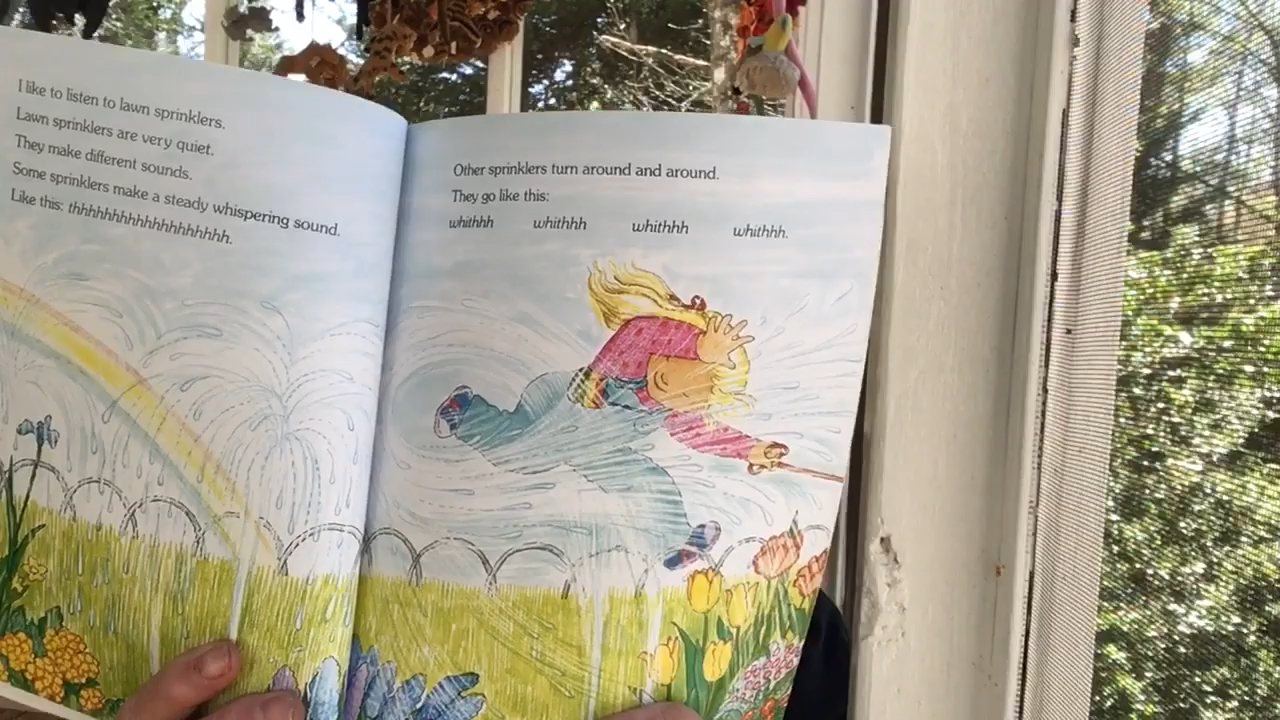 I like to listen to lawn sprinklers.
Lawn sprinklers are very quiet.
They make different sounds.
Some sprinklers make a steady whispering sound.
Like this: thhhhhhhhhhhhhhhhhh.
Other sprinklers turn around and around.
They go like this:
whithhh whithhh whithhh whithhh.